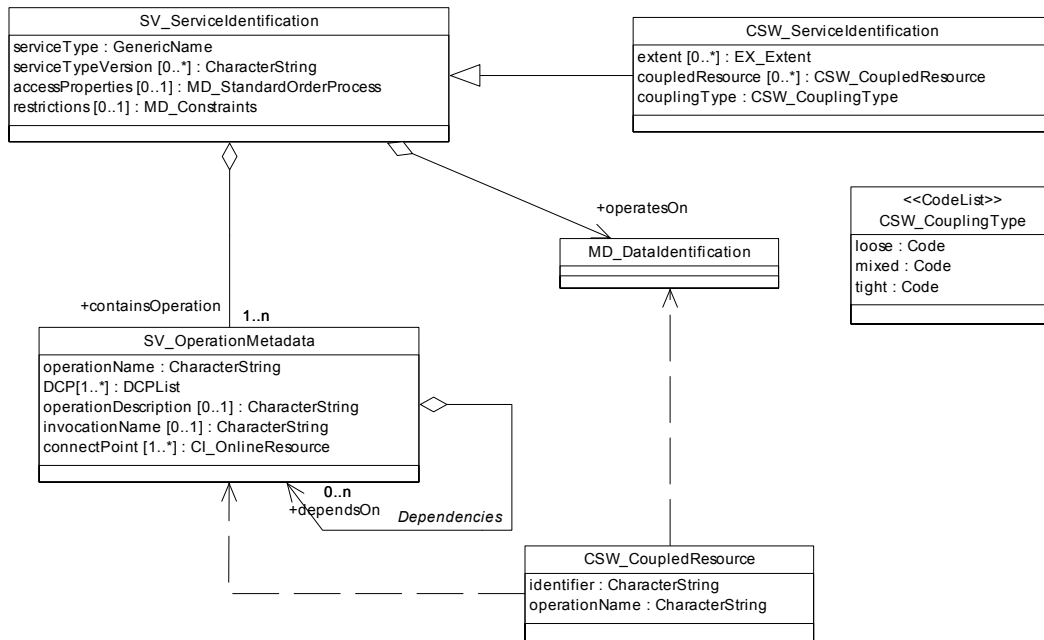 SV_ServiceIdentification
serviceType : GenericName
serviceTypeVersion [0..*] : CharacterString
accessProperties [0..1] : MD_StandardOrderProcess
restrictions [0..1] : MD_Constraints
CSW_ServiceIdentification
extent [0..*] : EX_Extent
coupledResource [0..*] : CSW_CoupledResource
couplingType : CSW_CouplingType
+operatesOn
MD_DataIdentification
<<CodeList>>
CSW_CouplingType
loose : Code
mixed : Code
tight : Code
+containsOperation
1..n
SV_OperationMetadata
operationName : CharacterString
DCP[1..*] : DCPList
operationDescription [0..1] : CharacterString
invocationName [0..1] : CharacterString
connectPoint [1..*] : CI_OnlineResource
0..n
+dependsOn
Dependencies
CSW_CoupledResource
identifier : CharacterString
operationName : CharacterString